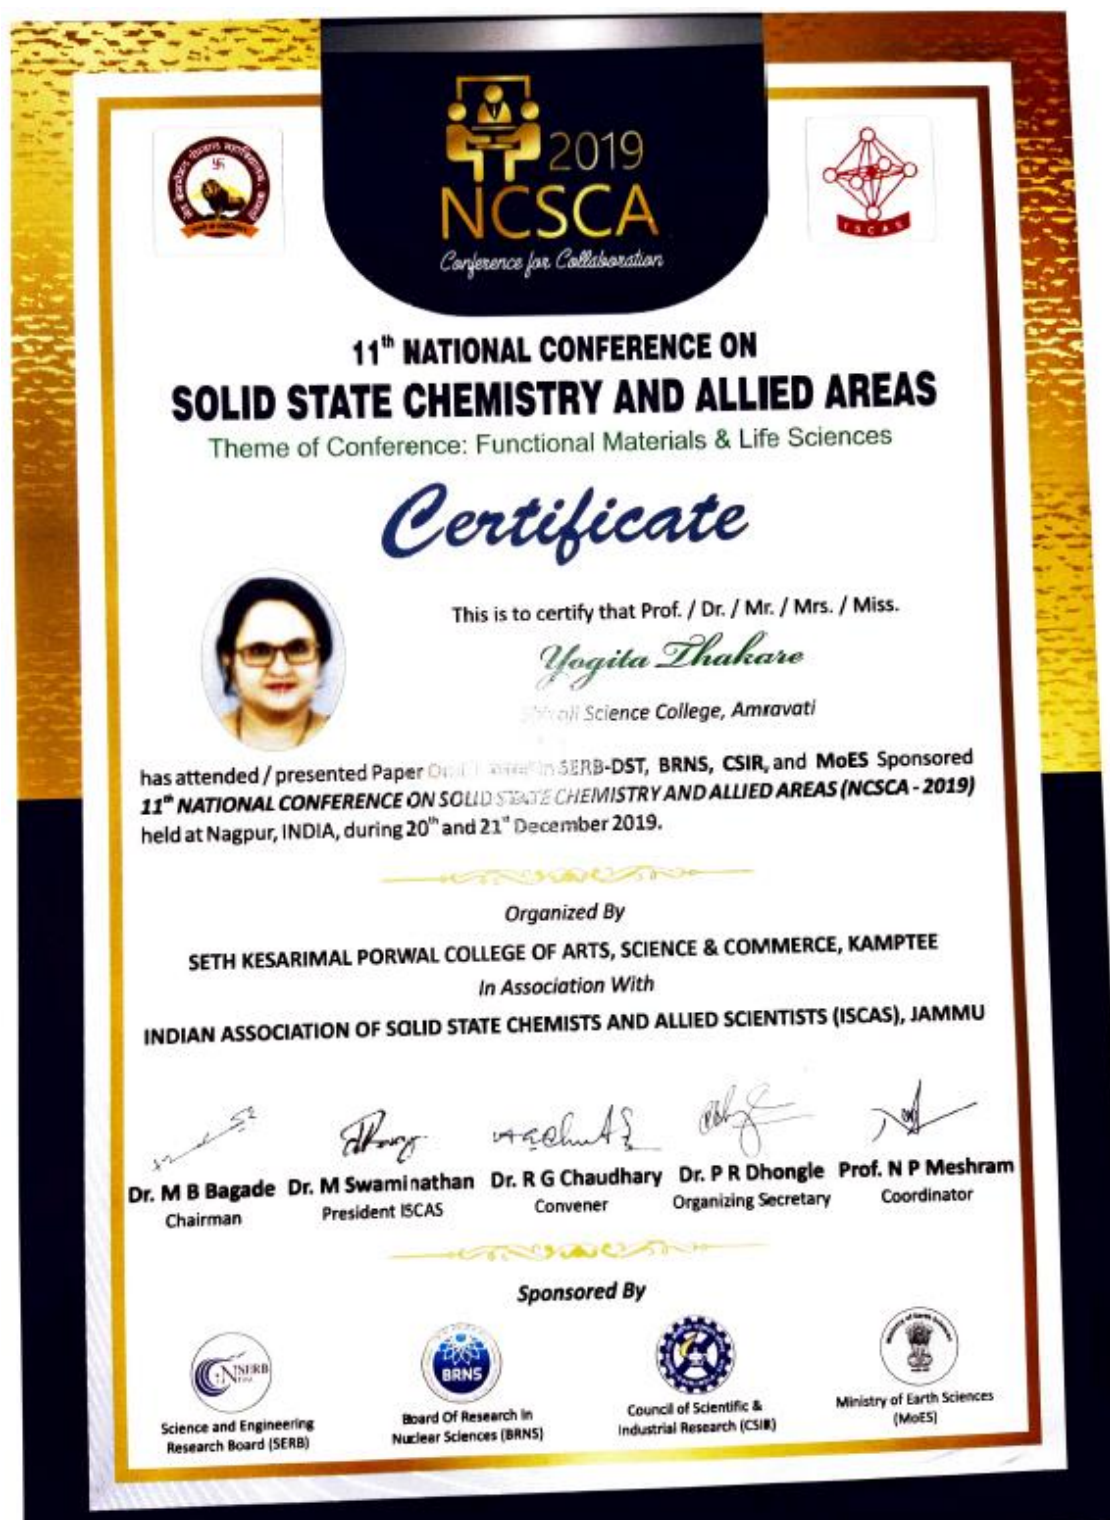 2019
NCSCA
Conference for Collaboration
ISCAS
11th NATIONAL CONFERENCE ON
SOLID STATE CHEMISTRY AND ALLIED AREAS
Theme of Conference: Functional Materials & Life Sciences
Certificate
This is to certify that Prof. / Dr. / Mr. / Mrs. / Miss.
Yogita Thakare
Science College, Amravati
has attended / presented Paper in SERB-DST, BRNS, CSIR, and MoES Sponsored
11th NATIONAL CONFERENCE ON SOLID STATE CHEMISTRY AND ALLIED AREAS (NCSCA - 2019)
held at Nagpur, INDIA, during 20th and 21st December 2019.
Organized By
SETH KESARIMAL PORWAL COLLEGE OF ARTS, SCIENCE & COMMERCE, KAMPTEE
In Association With
INDIAN ASSOCIATION OF SOLID STATE CHEMISTS AND ALLIED SCIENTISTS (ISCAS), JAMMU
Dr. M B Bagade Dr. M Swaminathan Dr. R G Chaudhary Dr. P R Dhongle Prof. N P Meshram
Chairman President ISCAS Convener Organizing Secretary Coordinator
Sponsored By
SERB
BRNS
Ministry of Earth Sciences
Science and Engineering
Research Board (SERB)
Board Of Research in
Nuclear Sciences (BRNS)
Council of Scientific &
Industrial Research (CSIR)
Ministry of Earth Sciences
(MoES)